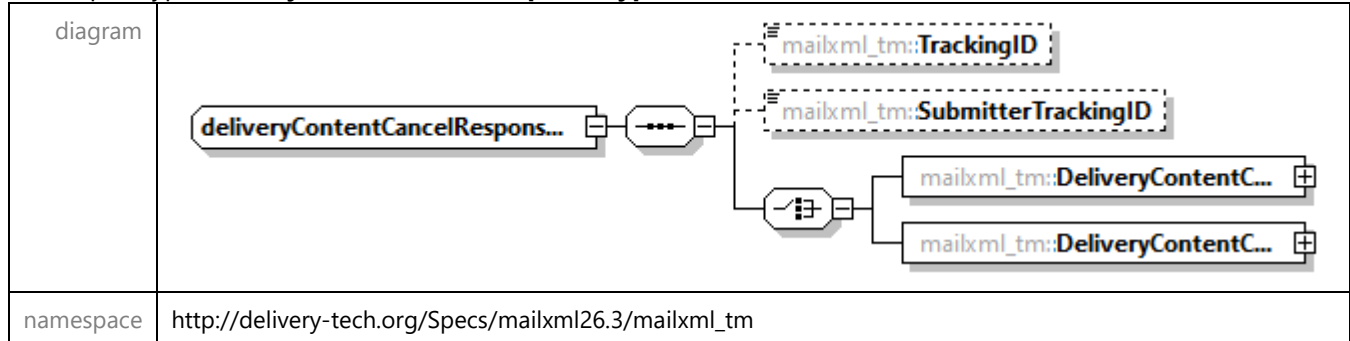 diagram
mailxml_tm::TrackingID
mailxml_tm::SubmitterTrackingID
deliveryContentCancelRespons...
mailxml_tm::DeliveryContentC...
mailxml_tm::DeliveryContentC...
namespace
http://delivery-tech.org/Specs/mailxml26.3/mailxml_tm